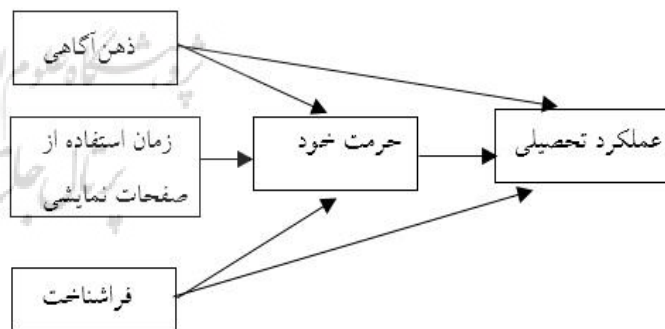 ذهن‌آگاهی
زمان استفاده از
صفحات نمایشی
حرمت خود
عملکرد تحصیلی
فراشناخت